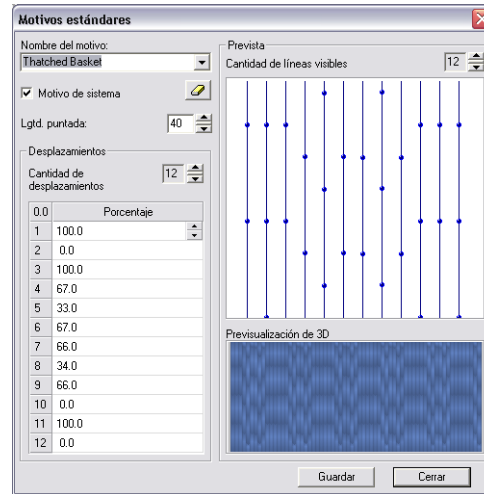 Motivos estándares
Nombre del motivo:
Thatched Basket
Motivo de sistema
Lgtd. puntada:
40
Desplazamientos
Cantidad de
desplazamientos
12
0.0 Porcentaje
1 100.0
2 0.0
3 100.0
4 67.0
5 33.0
6 67.0
7 66.0
8 34.0
9 66.0
10 0.0
11 100.0
12 0.0
Prevista
Cantidad de líneas visibles
12
Previsualización de 3D
Guardar
Cerrar